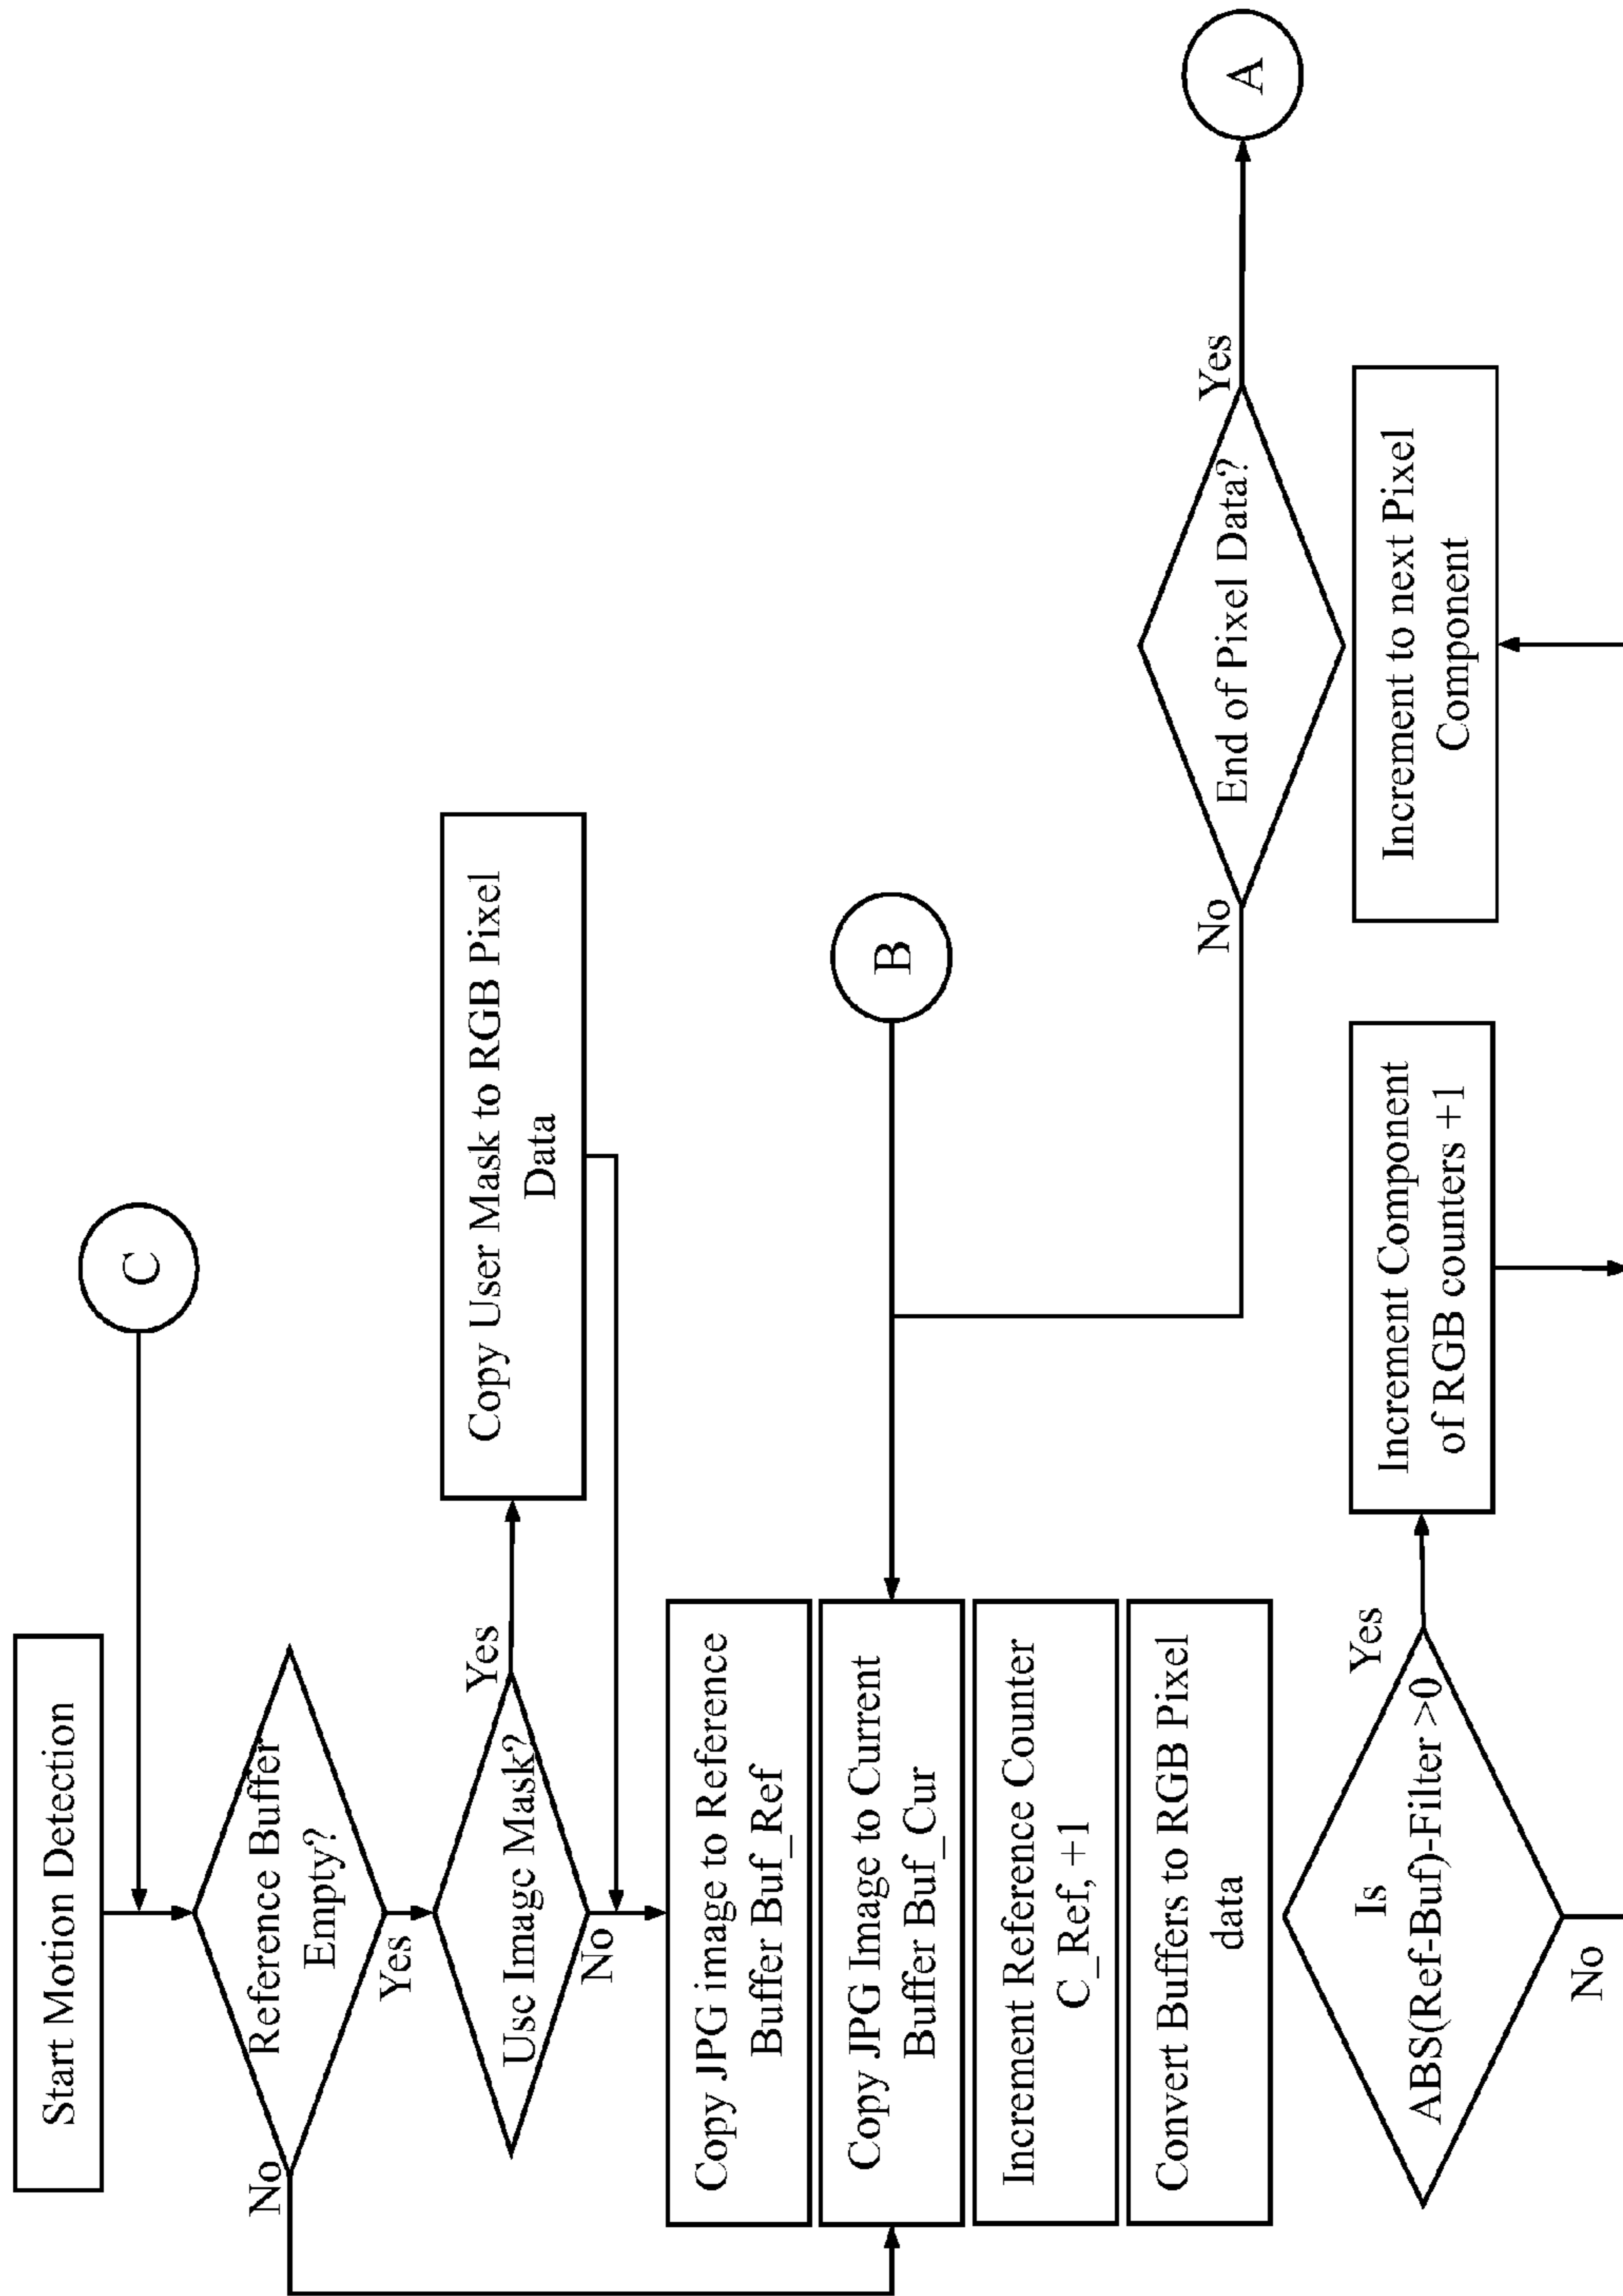 Start Motion Detection
C
Reference Buffer
Empty?
No
Yes
Use Image Mask?
Yes
No
Copy User Mask to RGB Pixel
Data
Copy JPG image to Reference
Buffer Buf_Ref
Copy JPG Image to Current
Buffer Buf_Cur
B
Increment Reference Counter
C_Ref, +1
Convert Buffers to RGB Pixel
data
Is
ABS(Ref-Buf)-Filter >0
Yes
No
Increment Component
of RGB counters +1
Increment to next Pixel
Component
End of Pixel Data?
No
Yes
A